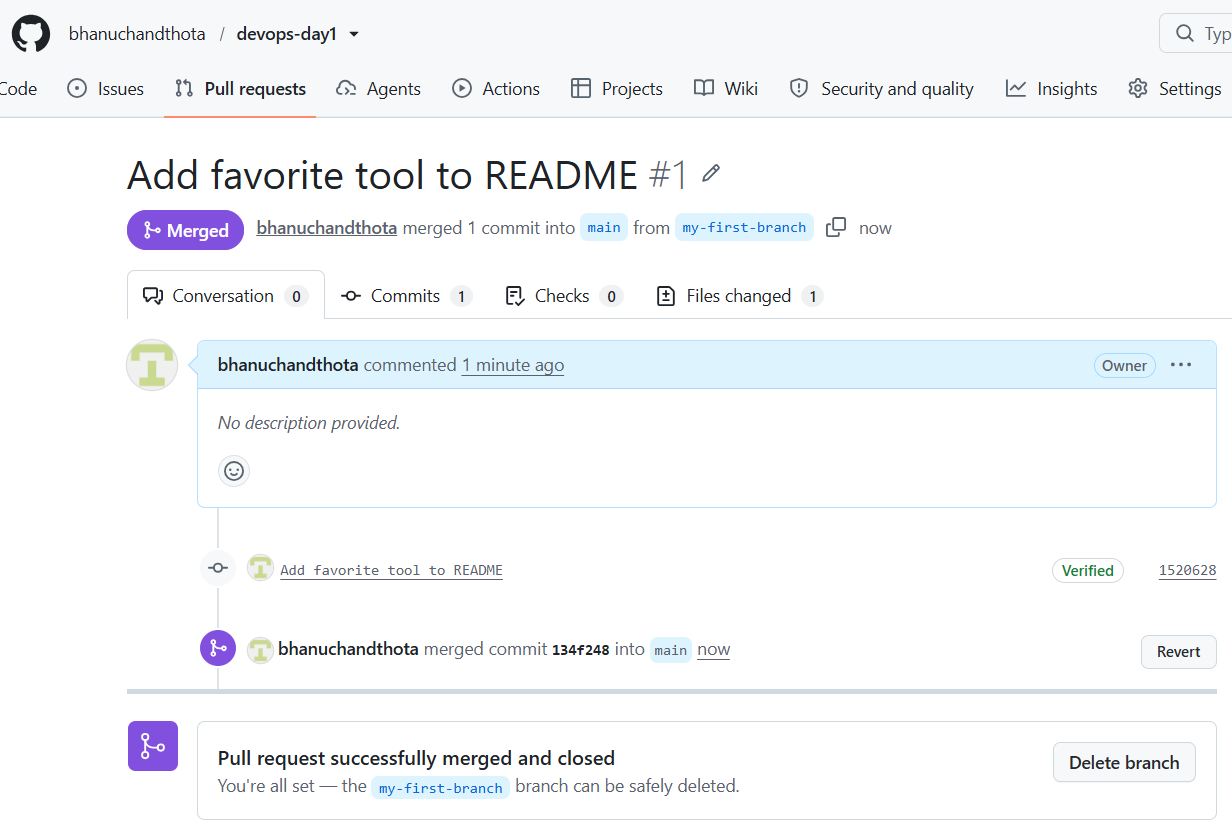 bhanuchandthota / devops-day1
Typ
Code Issues Pull requests Agents Actions Projects Wiki Security and quality Insights Settings
Add favorite tool to README #1
Merged bhanuchandthota merged 1 commit into main from my-first-branch now
Conversation 0 Commits 1 Checks 0 Files changed 1
bhanuchandthota commented 1 minute ago Owner
No description provided.
Add favorite tool to README Verified 1520628
bhanuchandthota merged commit 134f248 into main now Revert
Pull request successfully merged and closed
You're all set — the my-first-branch branch can be safely deleted.
Delete branch